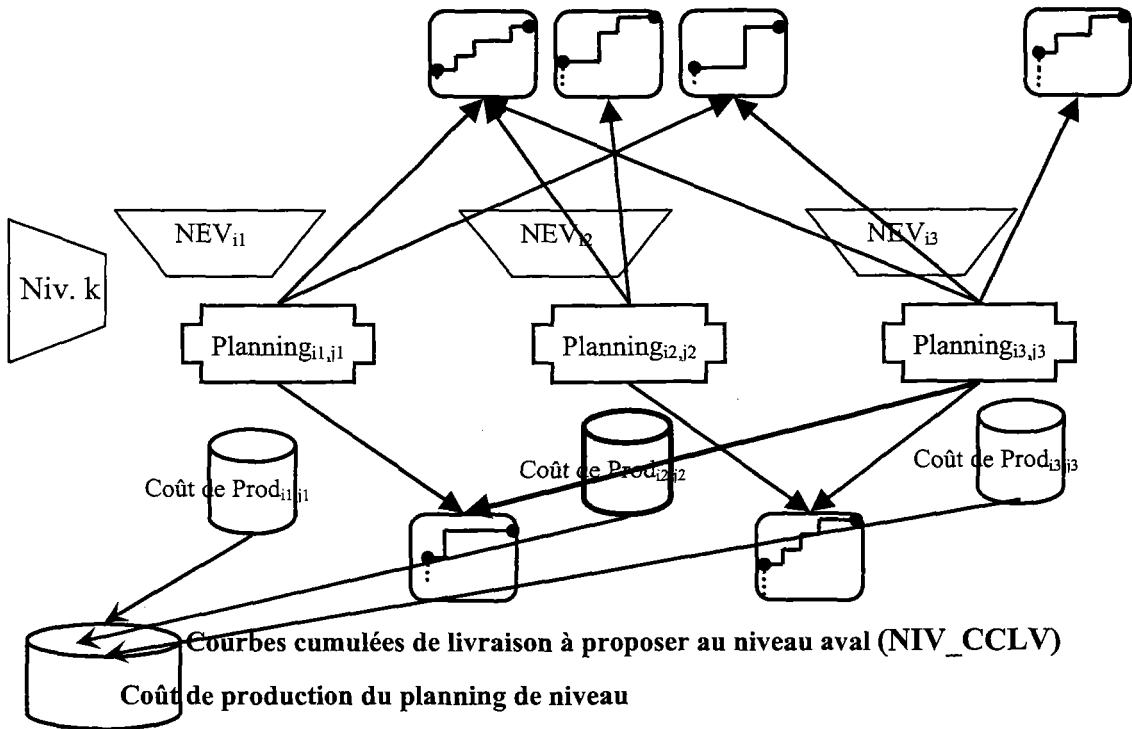 NEVi1 NEVi2 NEVi3
Niv. k
Planningi1,j1 Planningi2,j2 Planningi3,j3
Coût de Prodi1,j1 Coût de Prodi2,j2 Coût de Prodi3,j3
Courbes cumulées de livraison à proposer au niveau aval (NIV_CCLV)
Coût de production du planning de niveau